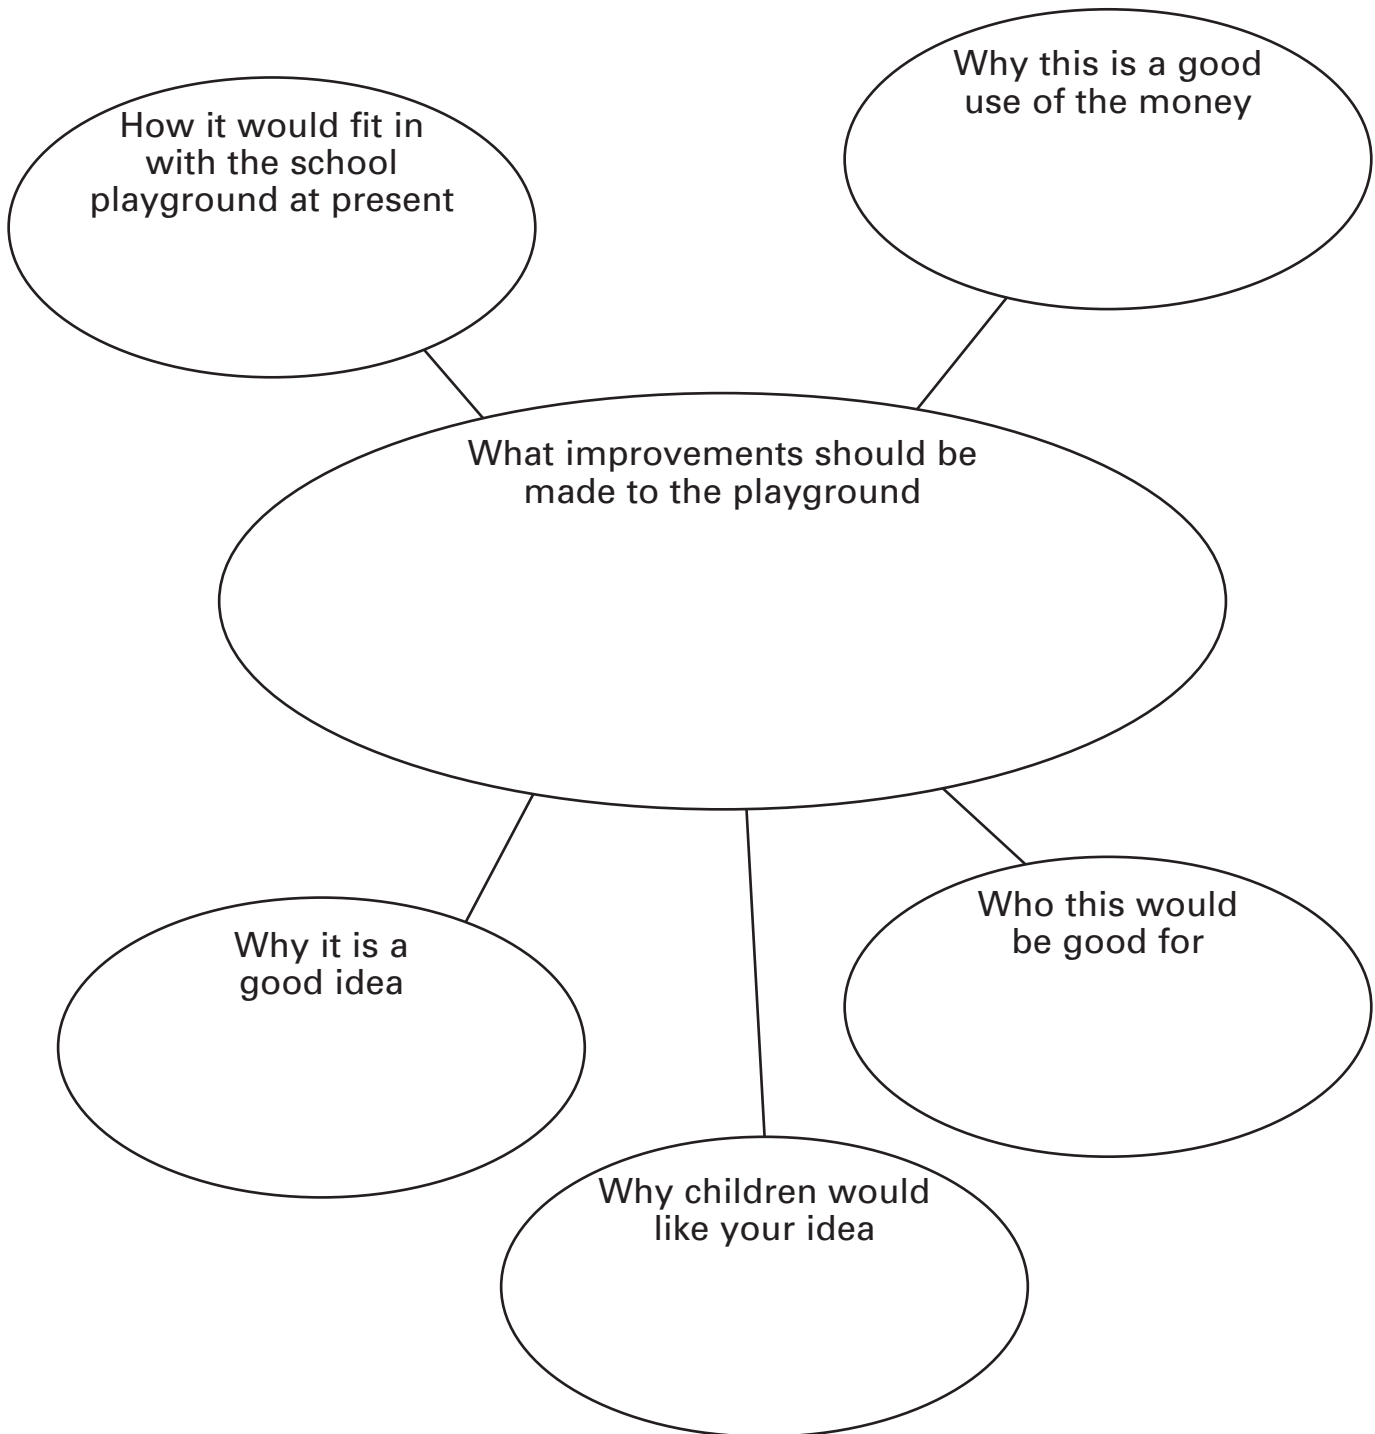 How it would fit in
with the school
playground at present
Why this is a good
use of the money
What improvements should be
made to the playground
Why it is a
good idea
Who this would
be good for
Why children would
like your idea